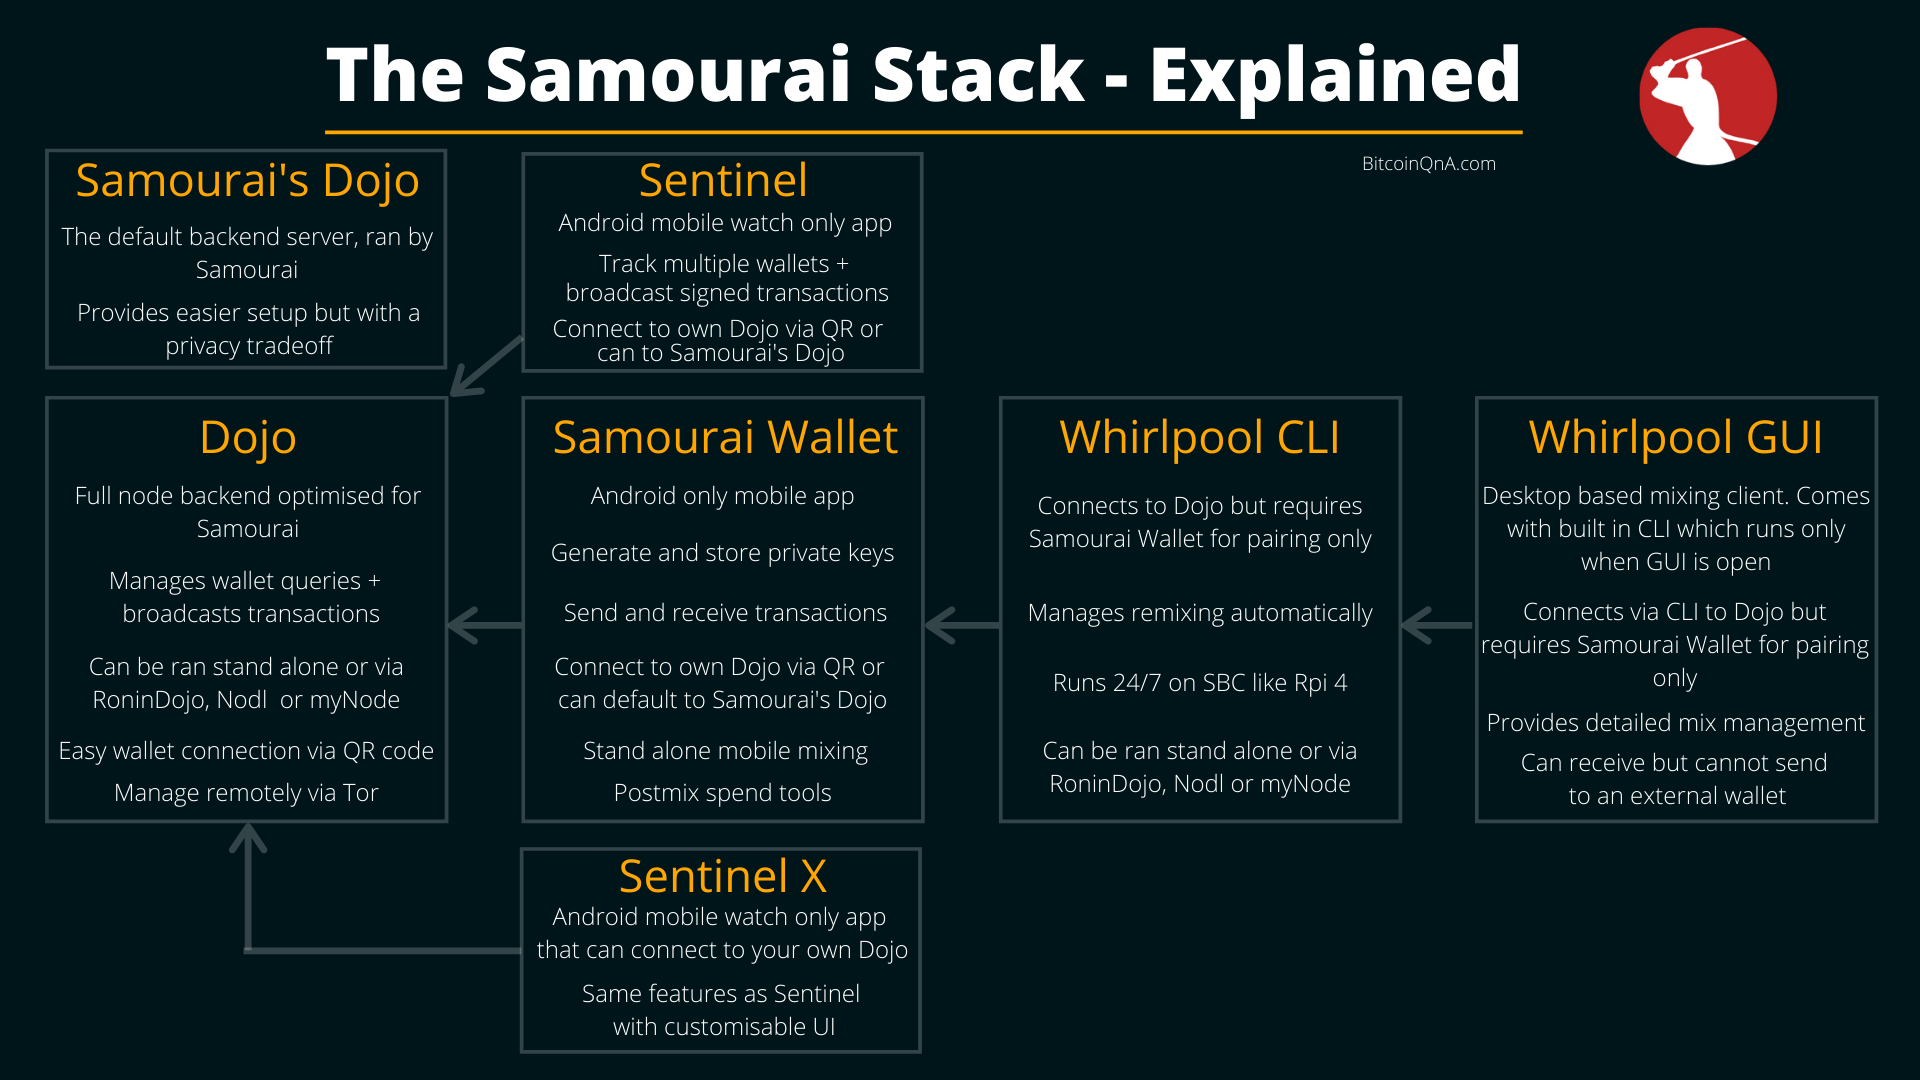 The Samourai Stack - Explained
BitcoinQnA.com
Samourai's Dojo
The default backend server, ran by
Samourai
Provides easier setup but with a
privacy tradeoff
Sentinel
Android mobile watch only app
Track multiple wallets +
broadcast signed transactions
Connect to own Dojo via QR or
can to Samourai's Dojo
Dojo
Full node backend optimised for
Samourai
Manages wallet queries +
broadcasts transactions
Can be ran stand alone or via
RoninDojo, Nodl or myNode
Easy wallet connection via QR code
Manage remotely via Tor
Samourai Wallet
Android only mobile app
Generate and store private keys
Send and receive transactions
Connect to own Dojo via QR or
can default to Samourai's Dojo
Stand alone mobile mixing
Postmix spend tools
Whirlpool CLI
Connects to Dojo but requires
Samourai Wallet for pairing only
Manages remixing automatically
Runs 24/7 on SBC like Rpi 4
Can be ran stand alone or via
RoninDojo, Nodl or myNode
Whirlpool GUI
Desktop based mixing client. Comes
with built in CLI which runs only
when GUI is open
Connects via CLI to Dojo but
requires Samourai Wallet for pairing
only
Provides detailed mix management
Can receive but cannot send
to an external wallet
Sentinel X
Android mobile watch only app
that can connect to your own Dojo
Same features as Sentinel
with customisable UI